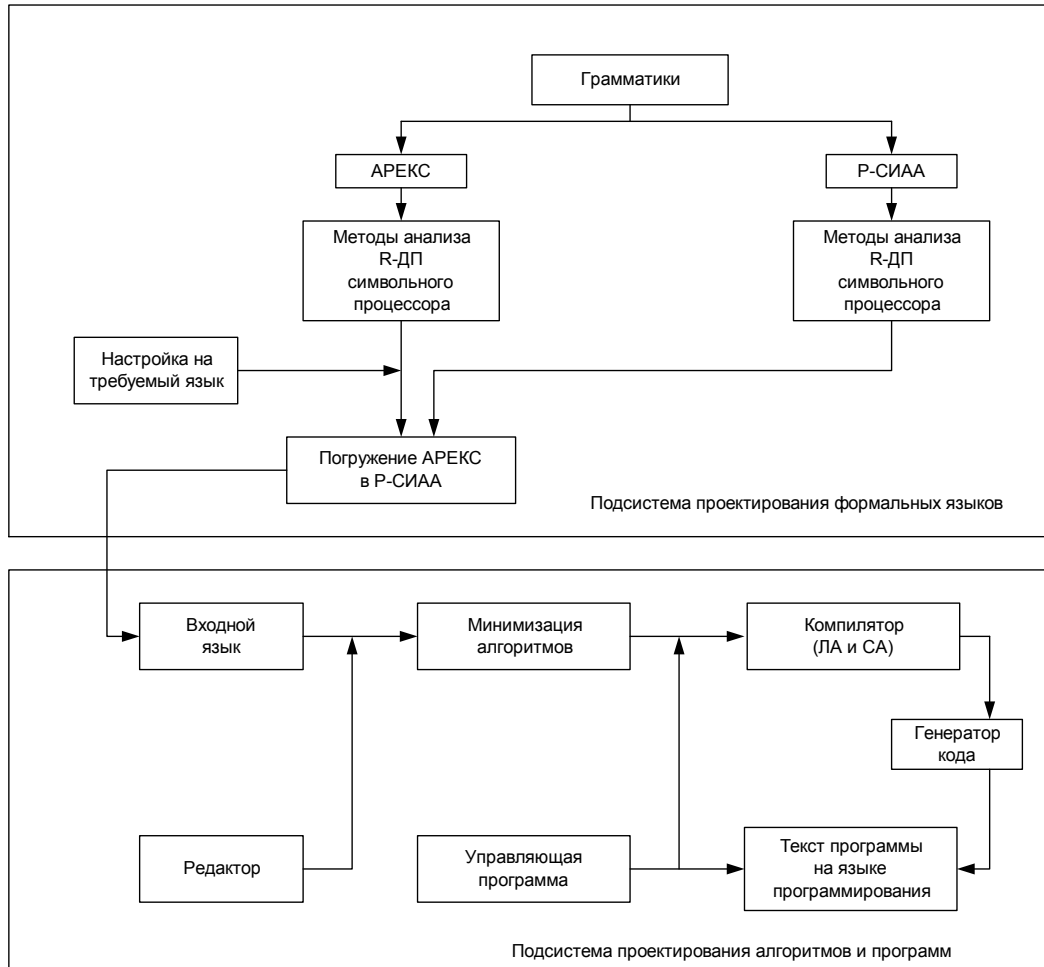 Грамматики
АРЕКС
Р-СИАА
Методы анализа
R-ДП
символьного
процессора
Методы анализа
R-ДП
символьного
процессора
Настройка на
требуемый язык
Погружение АРЕКС
в Р-СИАА
Подсистема проектирования формальных языков
Входной
язык
Минимизация
алгоритмов
Компилятор
(ЛА и СА)
Генератор
кода
Редактор
Управляющая
программа
Текст программы
на языке
программирования
Подсистема проектирования алгоритмов и программ